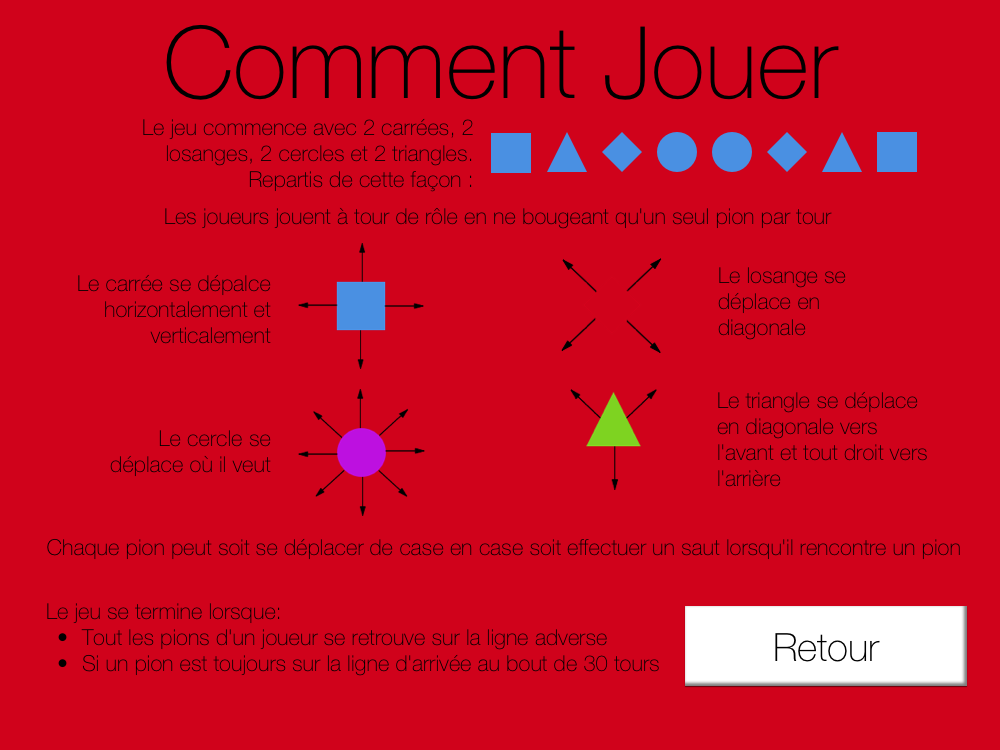 Comment Jouer
Le jeu commence avec 2 carrées, 2
losanges, 2 cercles et 2 triangles.
Repartis de cette façon :
Les joueurs jouent à tour de rôle en ne bougeant qu'un seul pion par tour
Le carrée se dépalce
horizontalement et
verticalement
Le losange se
déplace en
diagonale
Le cercle se
déplace où il veut
Le triangle se déplace
en diagonale vers
l'avant et tout droit vers
l'arrière
Chaque pion peut soit se déplacer de case en case soit effectuer un saut lorsqu'il rencontre un pion
Le jeu se termine lorsque:
• Tout les pions d'un joueur se retrouve sur la ligne adverse
• Si un pion est toujours sur la ligne d'arrivée au bout de 30 tours
Retour